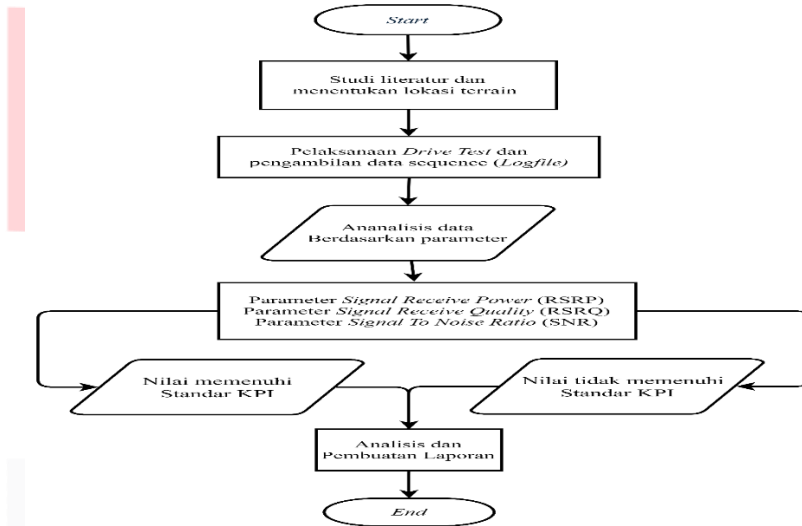 Start
Studi literatur dan
menentukan lokasi terrain
Pelaksanaan Drive Test dan
pengambilan data sequence (Logfile)
Ananalisis data
Berdasarkan parameter
Parameter Signal Receive Power (RSRP)
Parameter Signal Receive Quality (RSRQ)
Parameter Signal To Noise Ratio (SNR)
Nilai memenuhi
Standar KPI
Nilai tidak memenuhi
Standar KPI
Analisis dan
Pembuatan Laporan
End